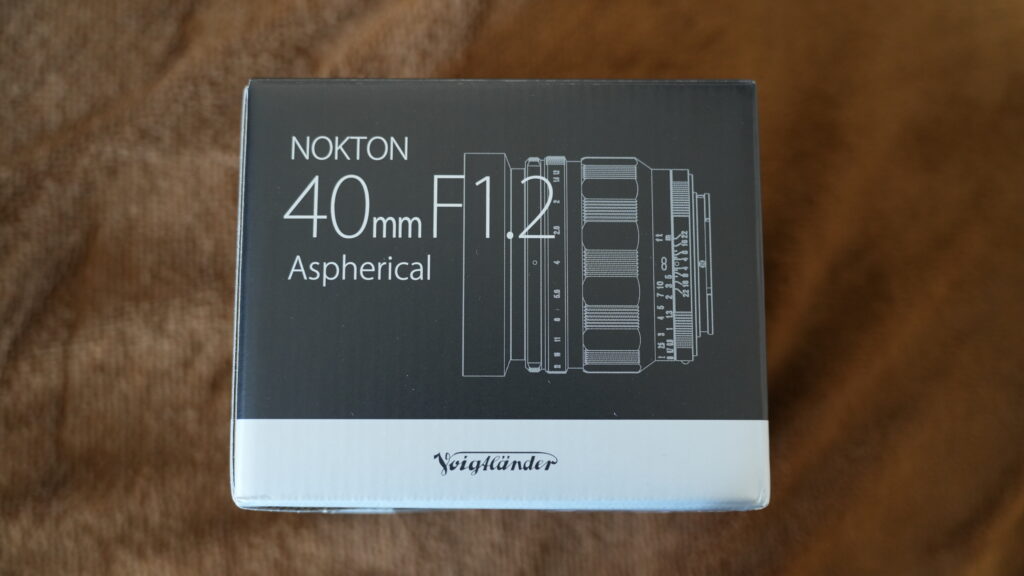 NOKTON
40mm F1.2
Aspherical
Voigtländer